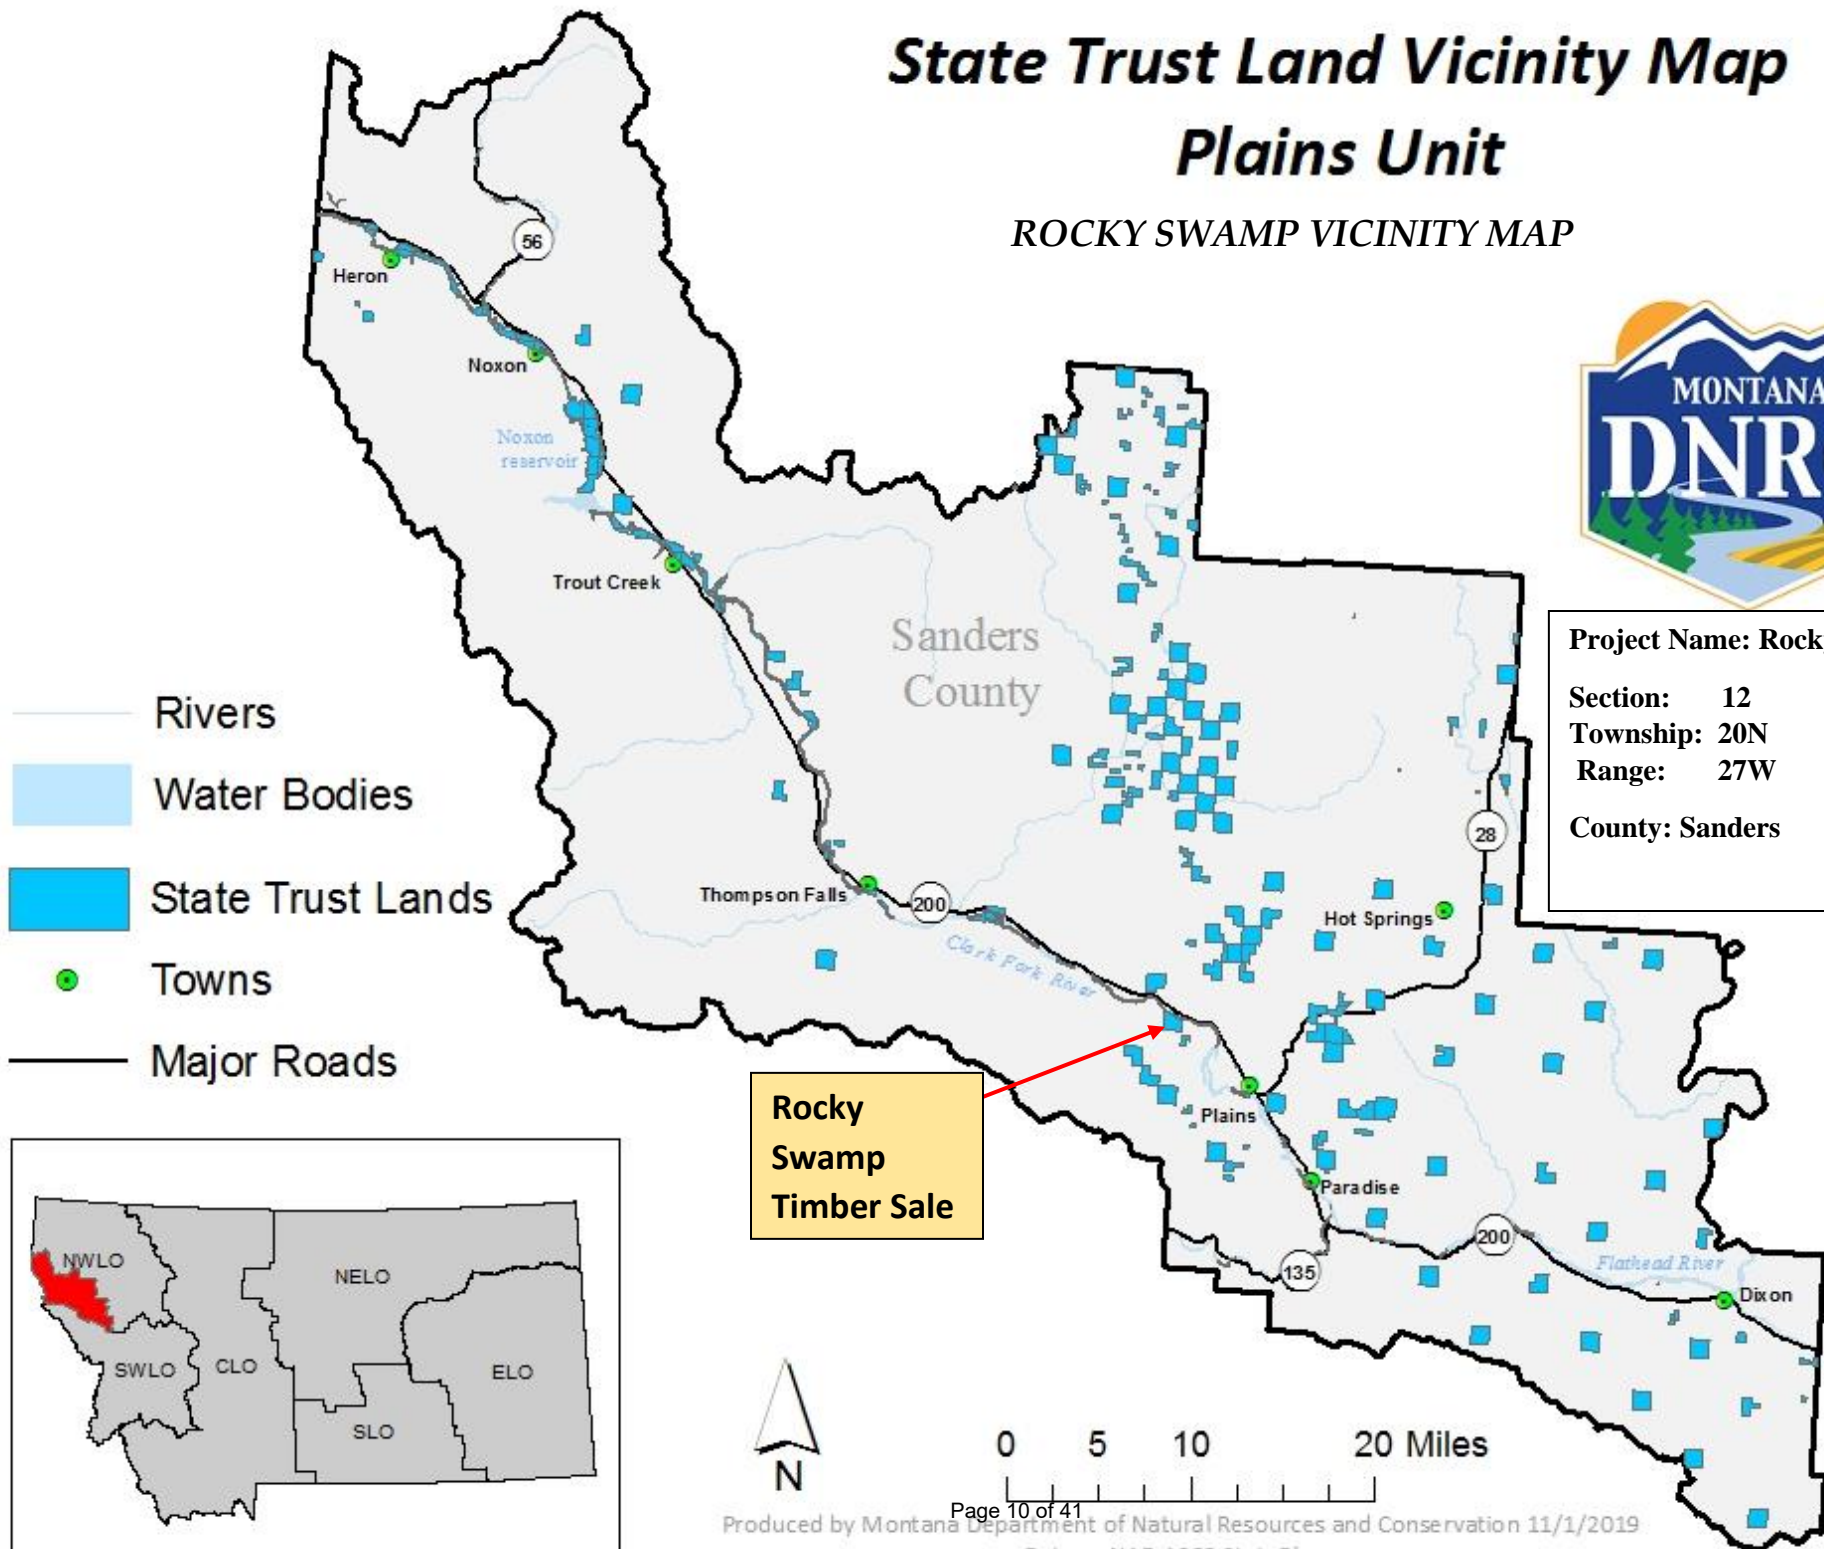 State Trust Land Vicinity Map
Plains Unit
ROCKY SWAMP VICINITY MAP
56
Heron
Noxon
Noxon
reservoir
Trout Creek
Sanders
County
MONTANA
DNR
Project Name: Rock
Section: 12
Township: 20N
Range: 27W
County: Sanders
Rivers
Water Bodies
State Trust Lands
Towns
Major Roads
28
Thompson Falls
200
Hot Springs
Clark Fork River
Rocky
Swamp
Timber Sale
Plains
Paradise
200
135
Flathead River
Dixon
NWLO
NELO
SWLO
CLO
ELO
SLO
N
0 5 10 20 Miles
Page 10 of 41
Produced by Montana Department of Natural Resources and Conservation 11/1/2019